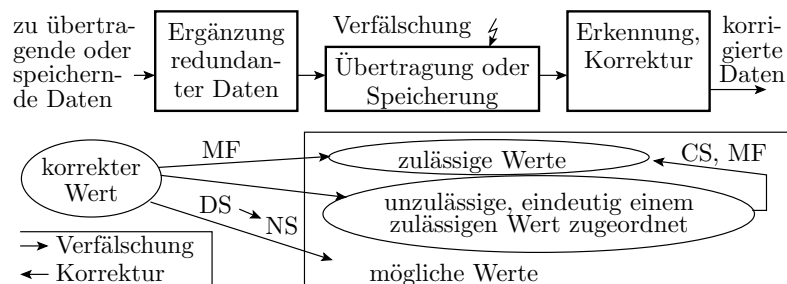 zu übertra-
gende oder
speichern-
de Daten
Ergänzung
redundan-
ter Daten
Verfälschung
Übertragung oder
Speicherung
Erkennung,
Korrektur
korri-
gierte
Daten
korrekter
Wert
MF
zulässige Werte
CS, MF
unzulässige, eindeutig einem
zulässigen Wert zugeordnet
DS
NS
mögliche Werte
Verfälschung
Korrektur